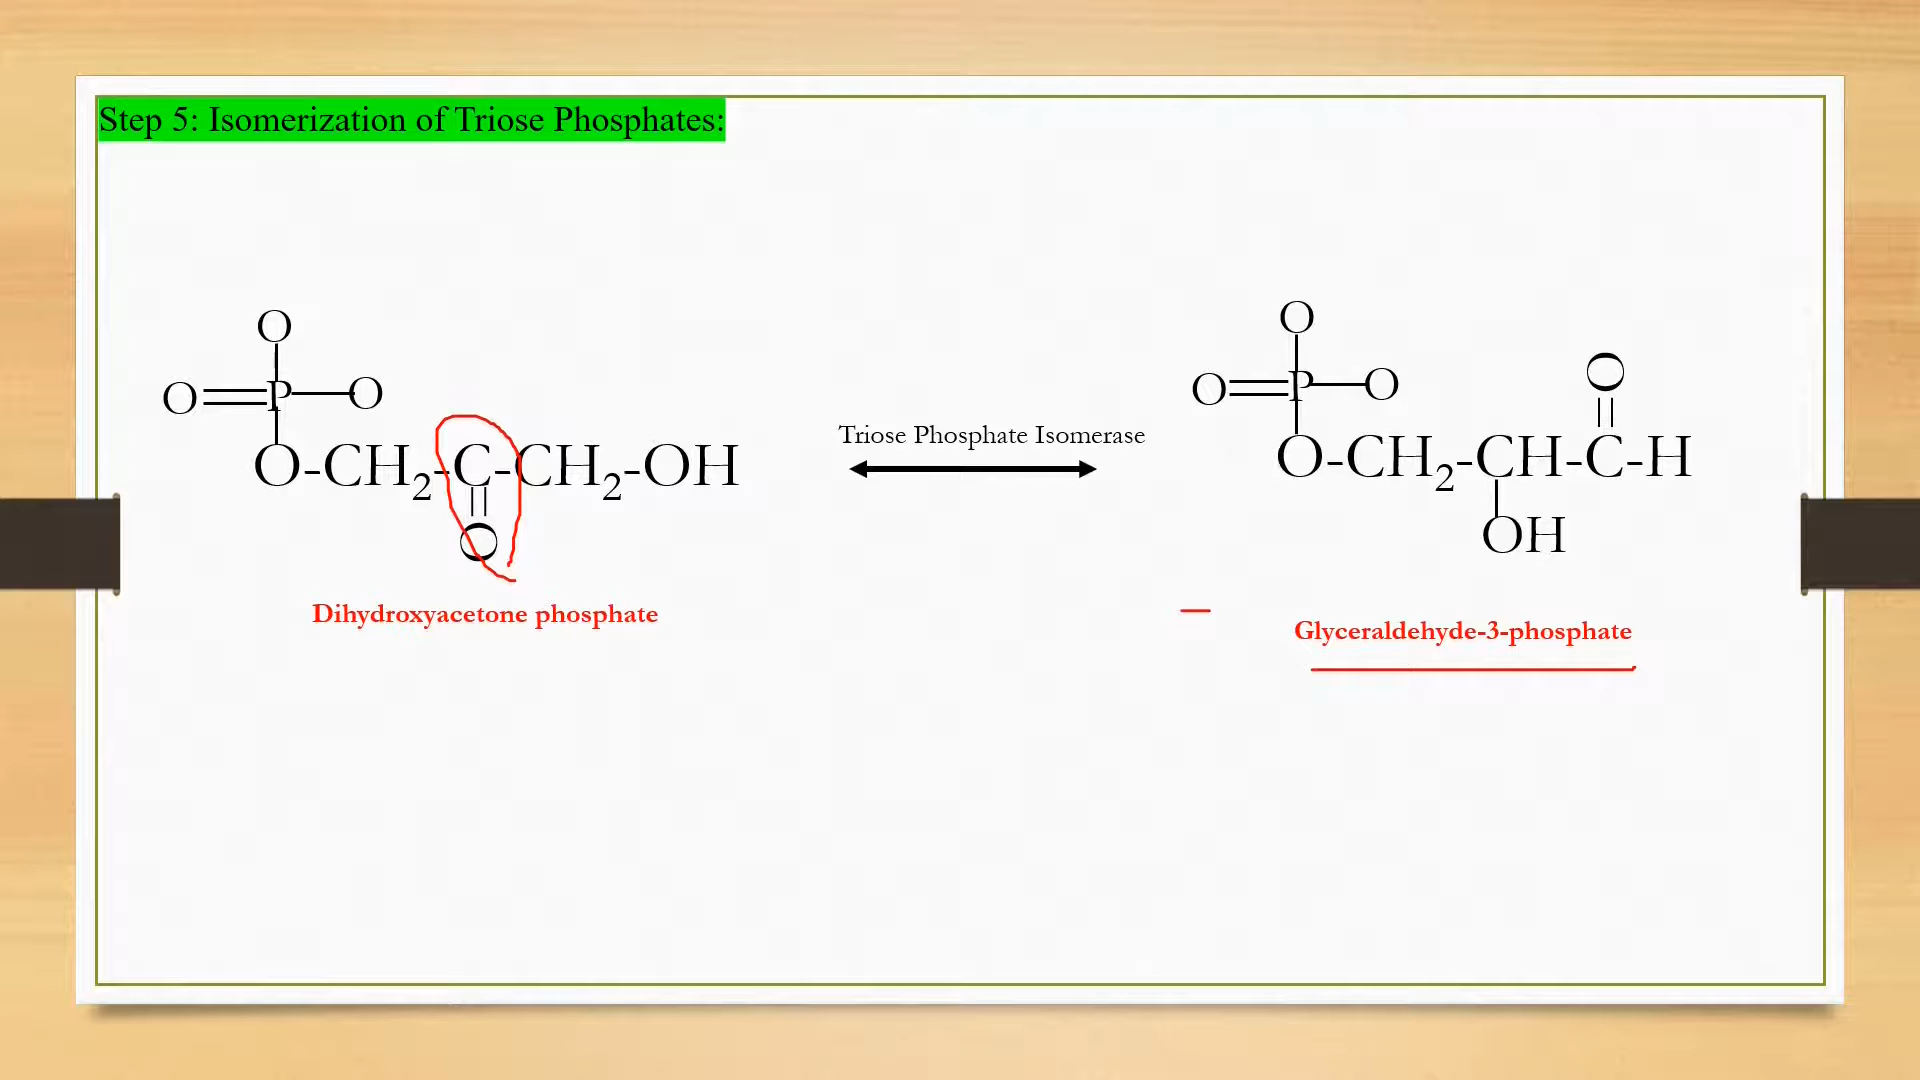 Step 5: Isomerization of Triose Phosphates:
O
O=P-O
O-CH₂-C-CH₂-OH
||
O
Dihydroxyacetone phosphate
Triose Phosphate Isomerase
O
O=P-O
O
||
O-CH₂-CH-C-H
|
OH
Glyceraldehyde-3-phosphate